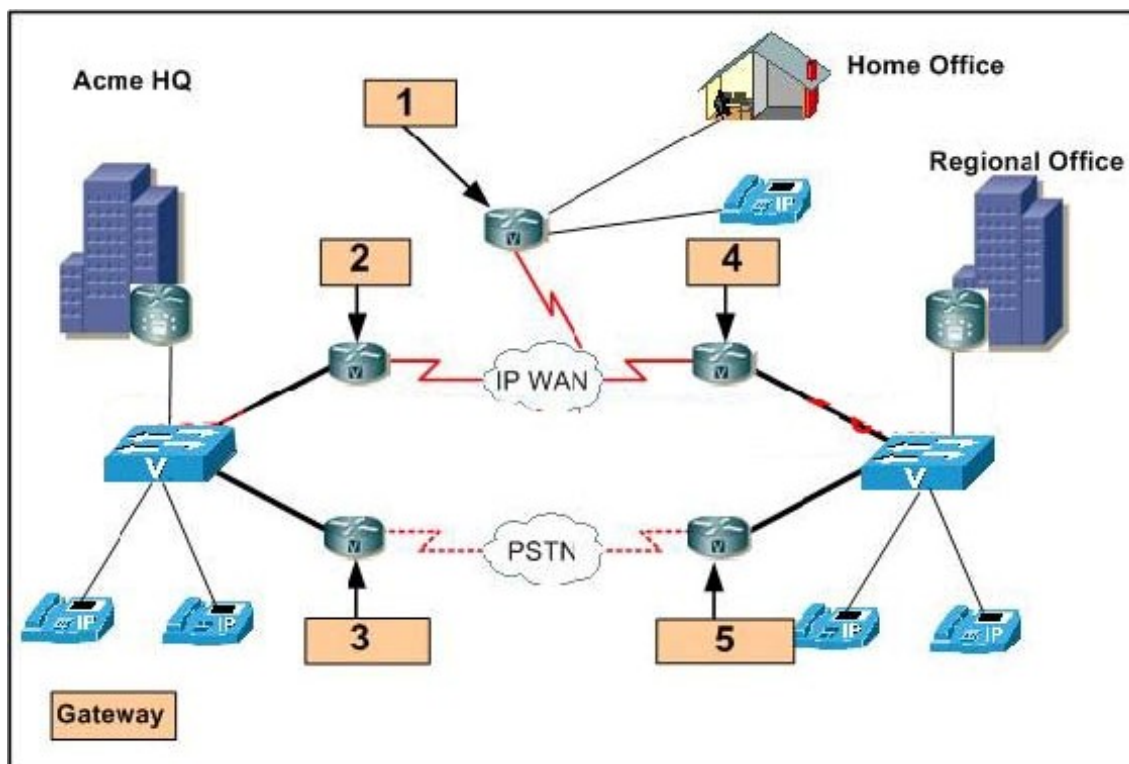 Acme HQ
1
Home Office
Regional Office
IP
2
4
V
V
V
IP WAN
V
V
V
V
PSTN
V
IP
IP
3
5
IP
IP
Gateway